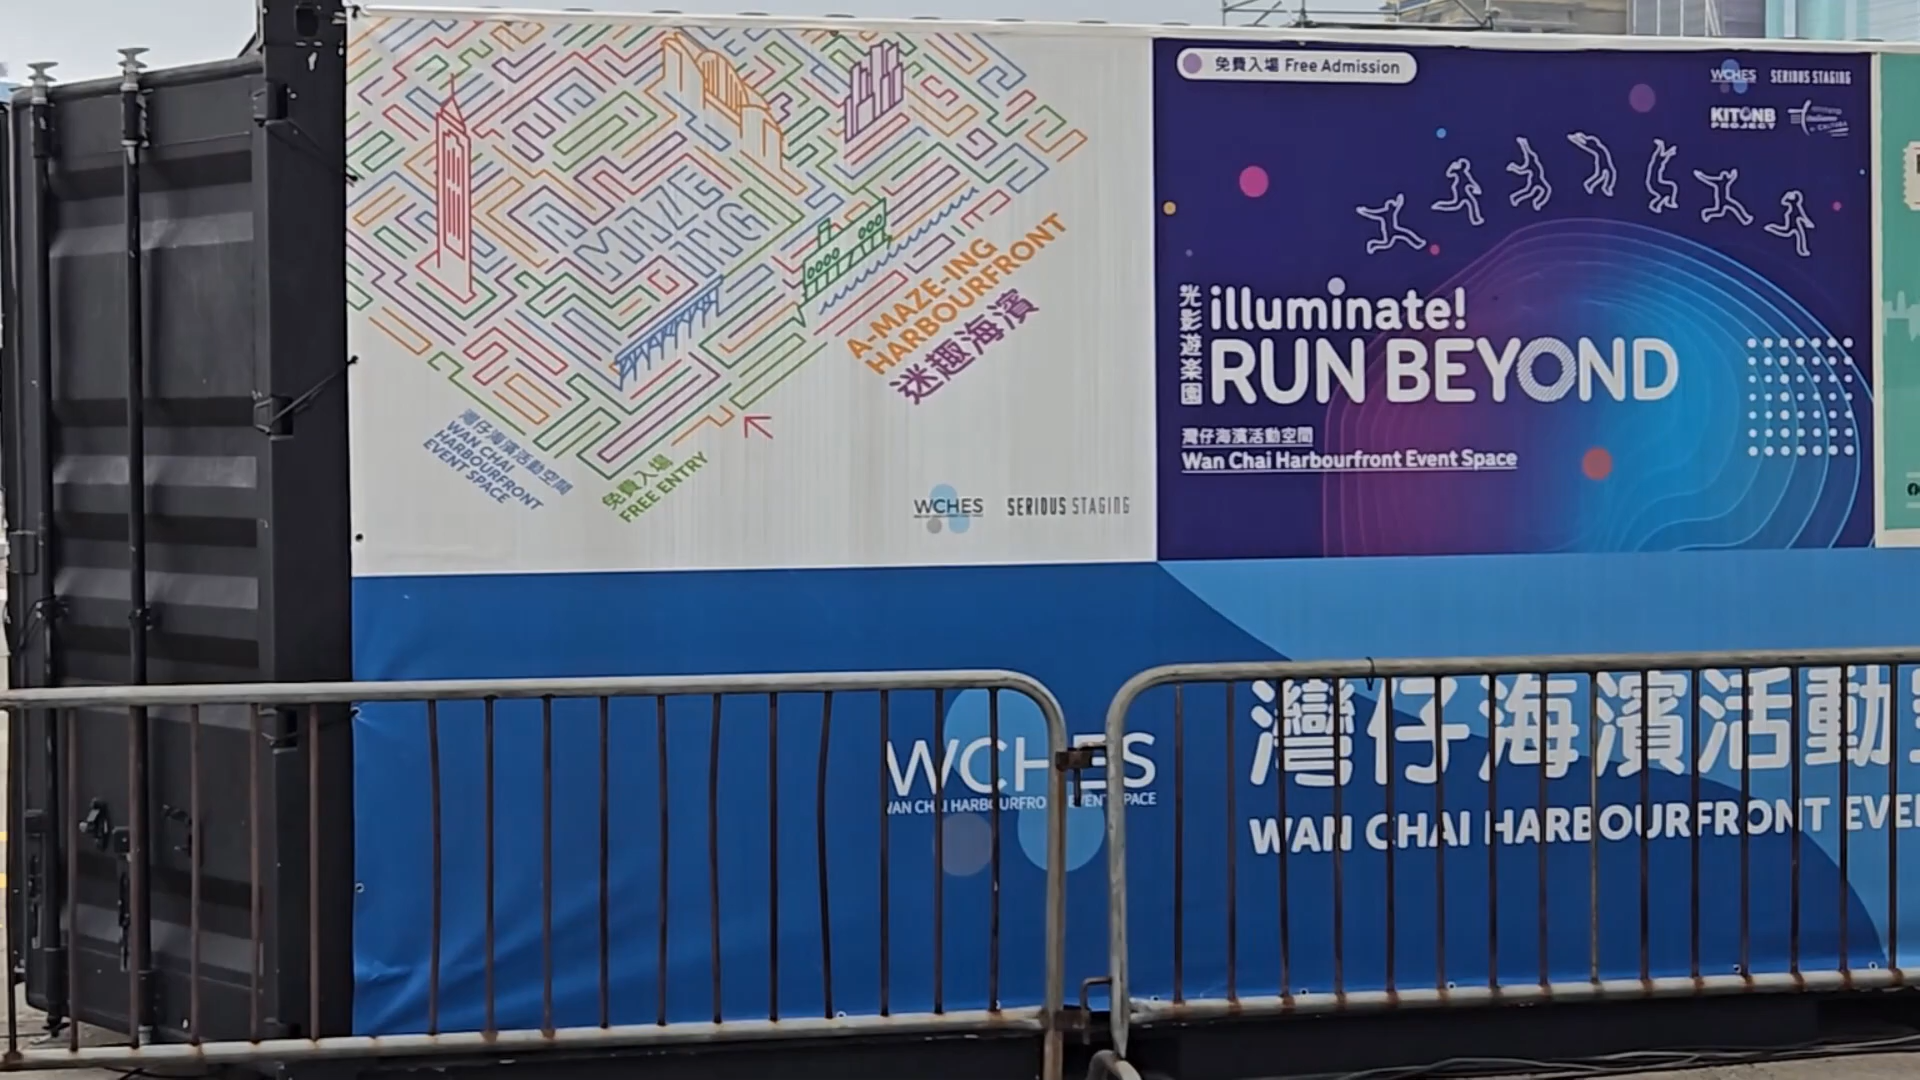 A
MAZE
ING
A-MAZE-ING
HARBOURFRONT
迷趣海濱
灣仔海濱活動空間
WAN CHAI
HARBOURFRONT
EVENT SPACE
免費入場
FREE ENTRY
WCHES
SERIOUS STAGING
免費入場 Free Admission
WCHES SERIOUS STAGING
KITONB
PROJECT
光影遊樂園
illuminate!
RUN BEYOND
灣仔海濱活動空間
Wan Chai Harbourfront Event Space
WCHES
WAN CHAI HARBOURFRONT EVENT SPACE
灣仔海濱活動
WAN CHAI HARBOURFRONT EVE